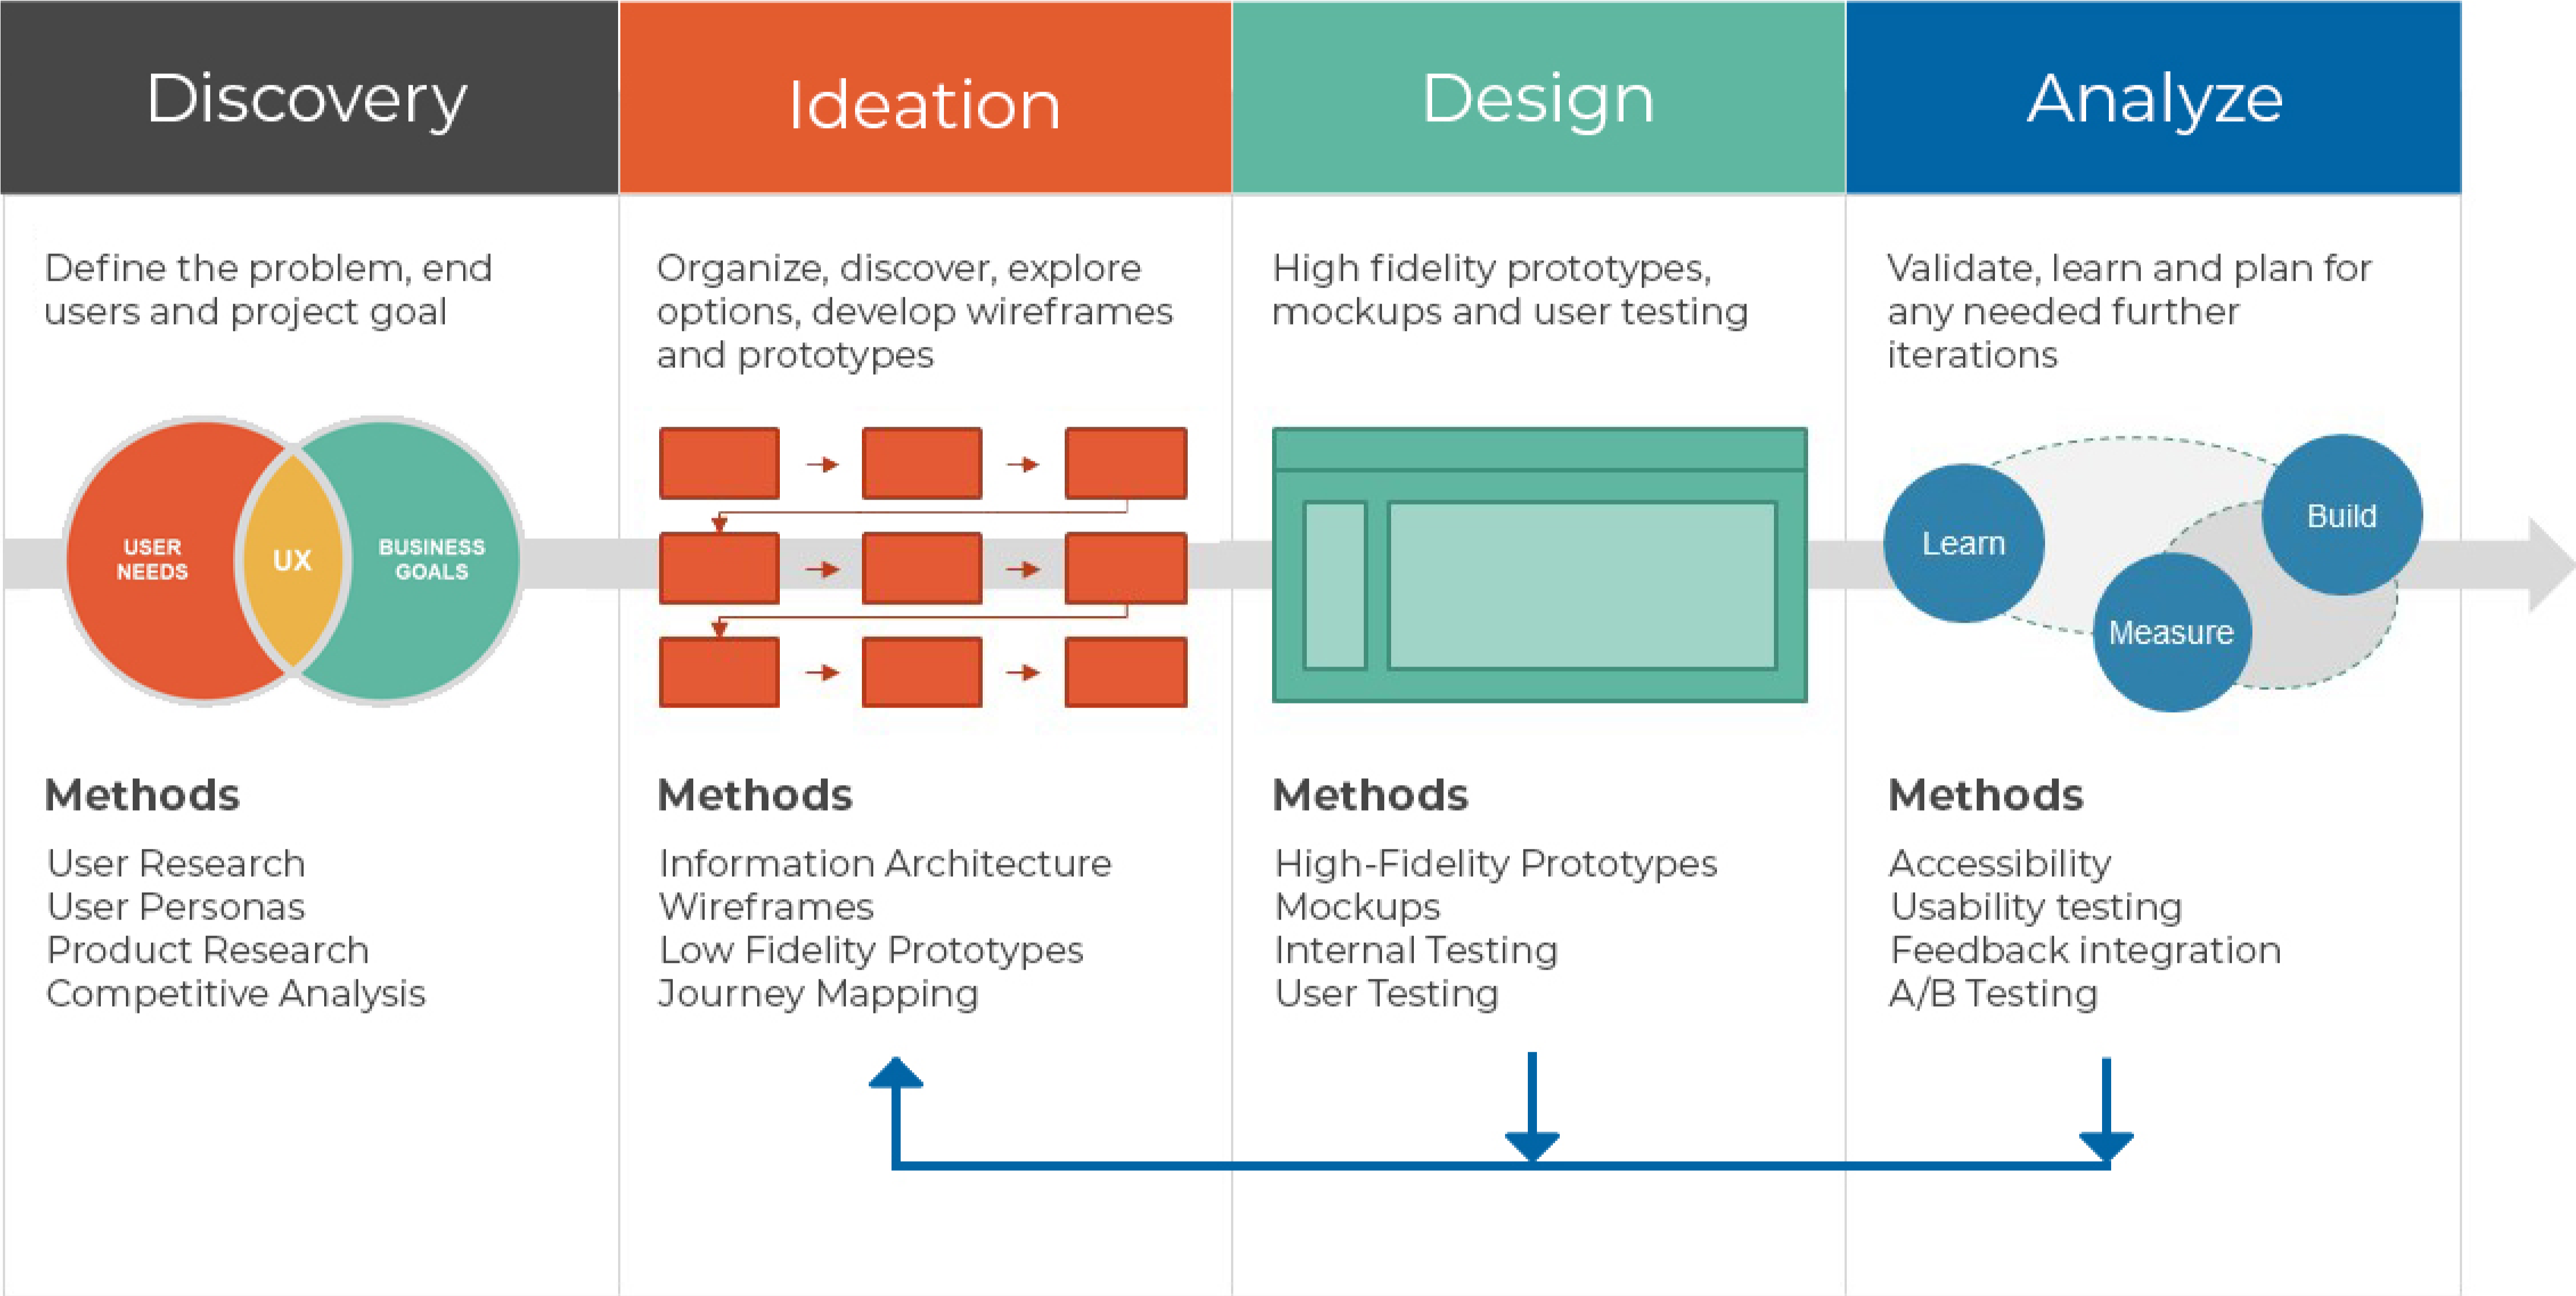 Discovery
Define the problem, end
users and project goal
USER
NEEDS
UX
BUSINESS
GOALS
Methods
User Research
User Personas
Product Research
Competitive Analysis
Ideation
Organize, discover, explore
options, develop wireframes
and prototypes
Methods
Information Architecture
Wireframes
Low Fidelity Prototypes
Journey Mapping
Design
High fidelity prototypes,
mockups and user testing
Methods
High-Fidelity Prototypes
Mockups
Internal Testing
User Testing
Analyze
Validate, learn and plan for
any needed further
iterations
Learn
Build
Measure
Methods
Accessibility
Usability testing
Feedback integration
A/B Testing